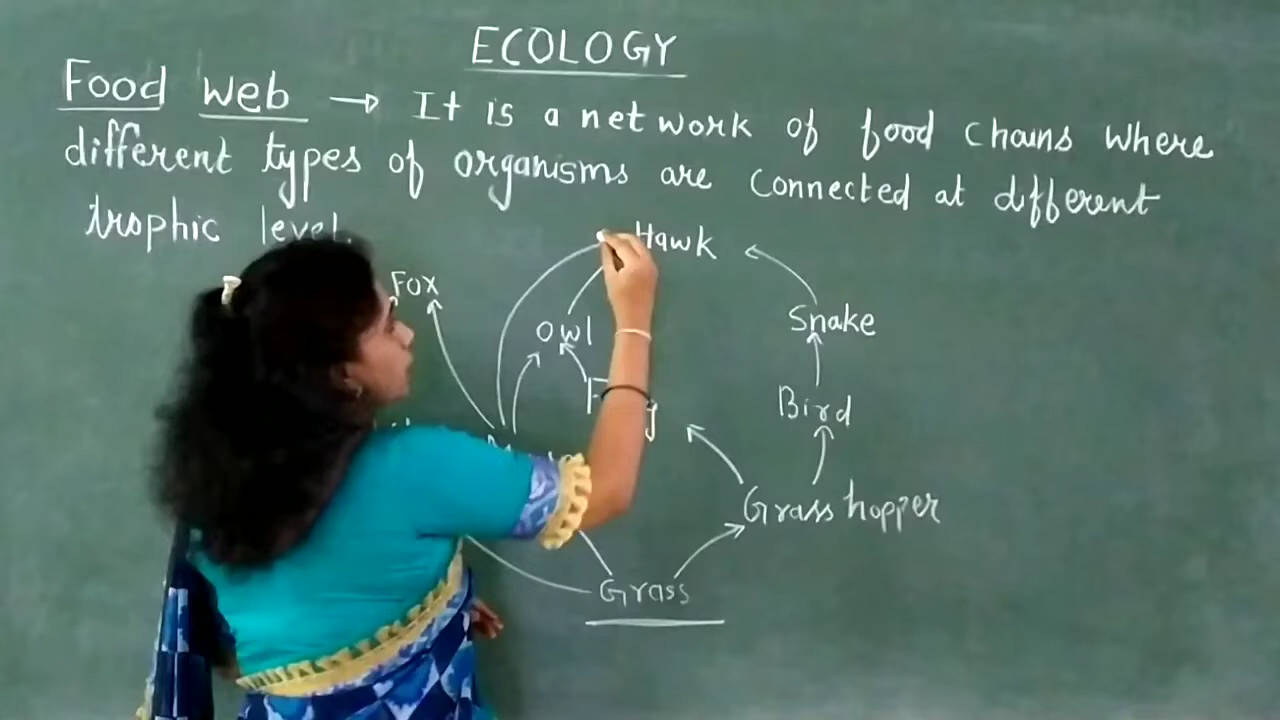 ECOLOGY
Food web → It is a network of food chains where
different types of organisms are connected at different
trophic level.
Hawk
Fox
Snake
Owl
Bird
Grass hopper
Grass